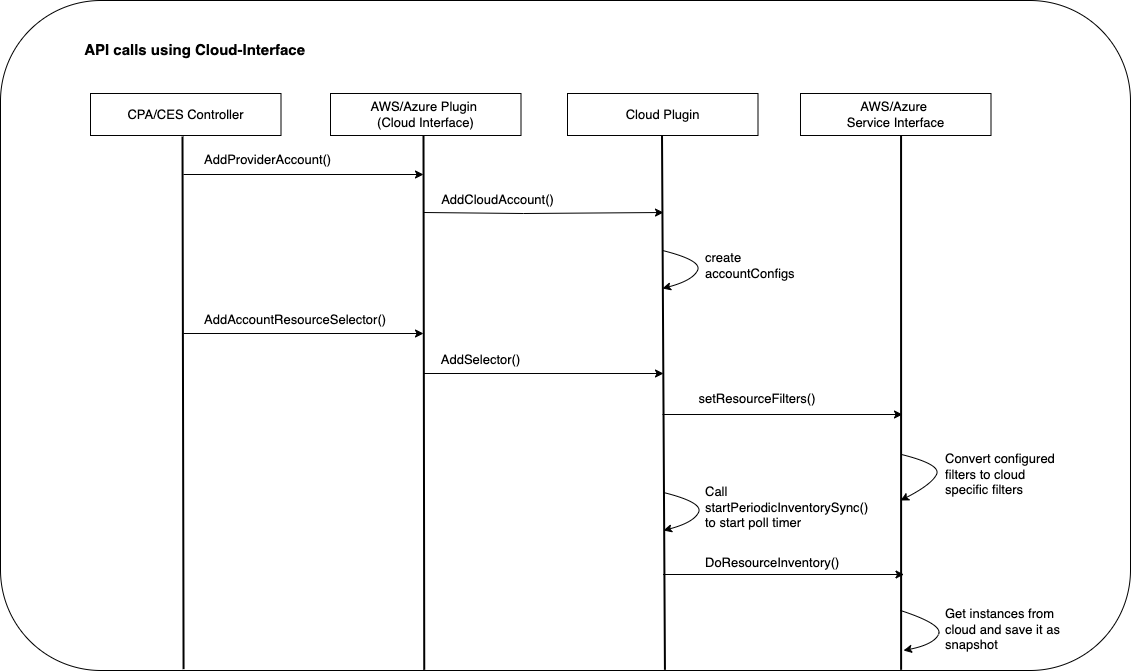 API calls using Cloud-Interface
CPA/CES Controller
AWS/Azure Plugin
(Cloud Interface)
Cloud Plugin
AWS/Azure
Service Interface
AddProviderAccount()
AddCloudAccount()
create
accountConfigs
AddAccountResourceSelector()
AddSelector()
setResourceFilters()
Convert configured
filters to cloud
specific filters
Call
startPeriodicInventorySync()
to start poll timer
DoResourceInventory()
Get instances from
cloud and save it as
snapshot